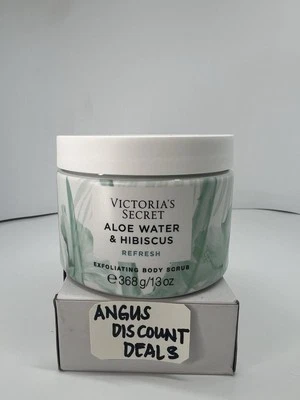 VICTORIA'S
SECRET
ALOE WATER
& HIBISCUS
REFRESH
EXFOLIATING BODY SCRUB
℮368g/13oz
ANGUS
DISCOUNT
DEALS